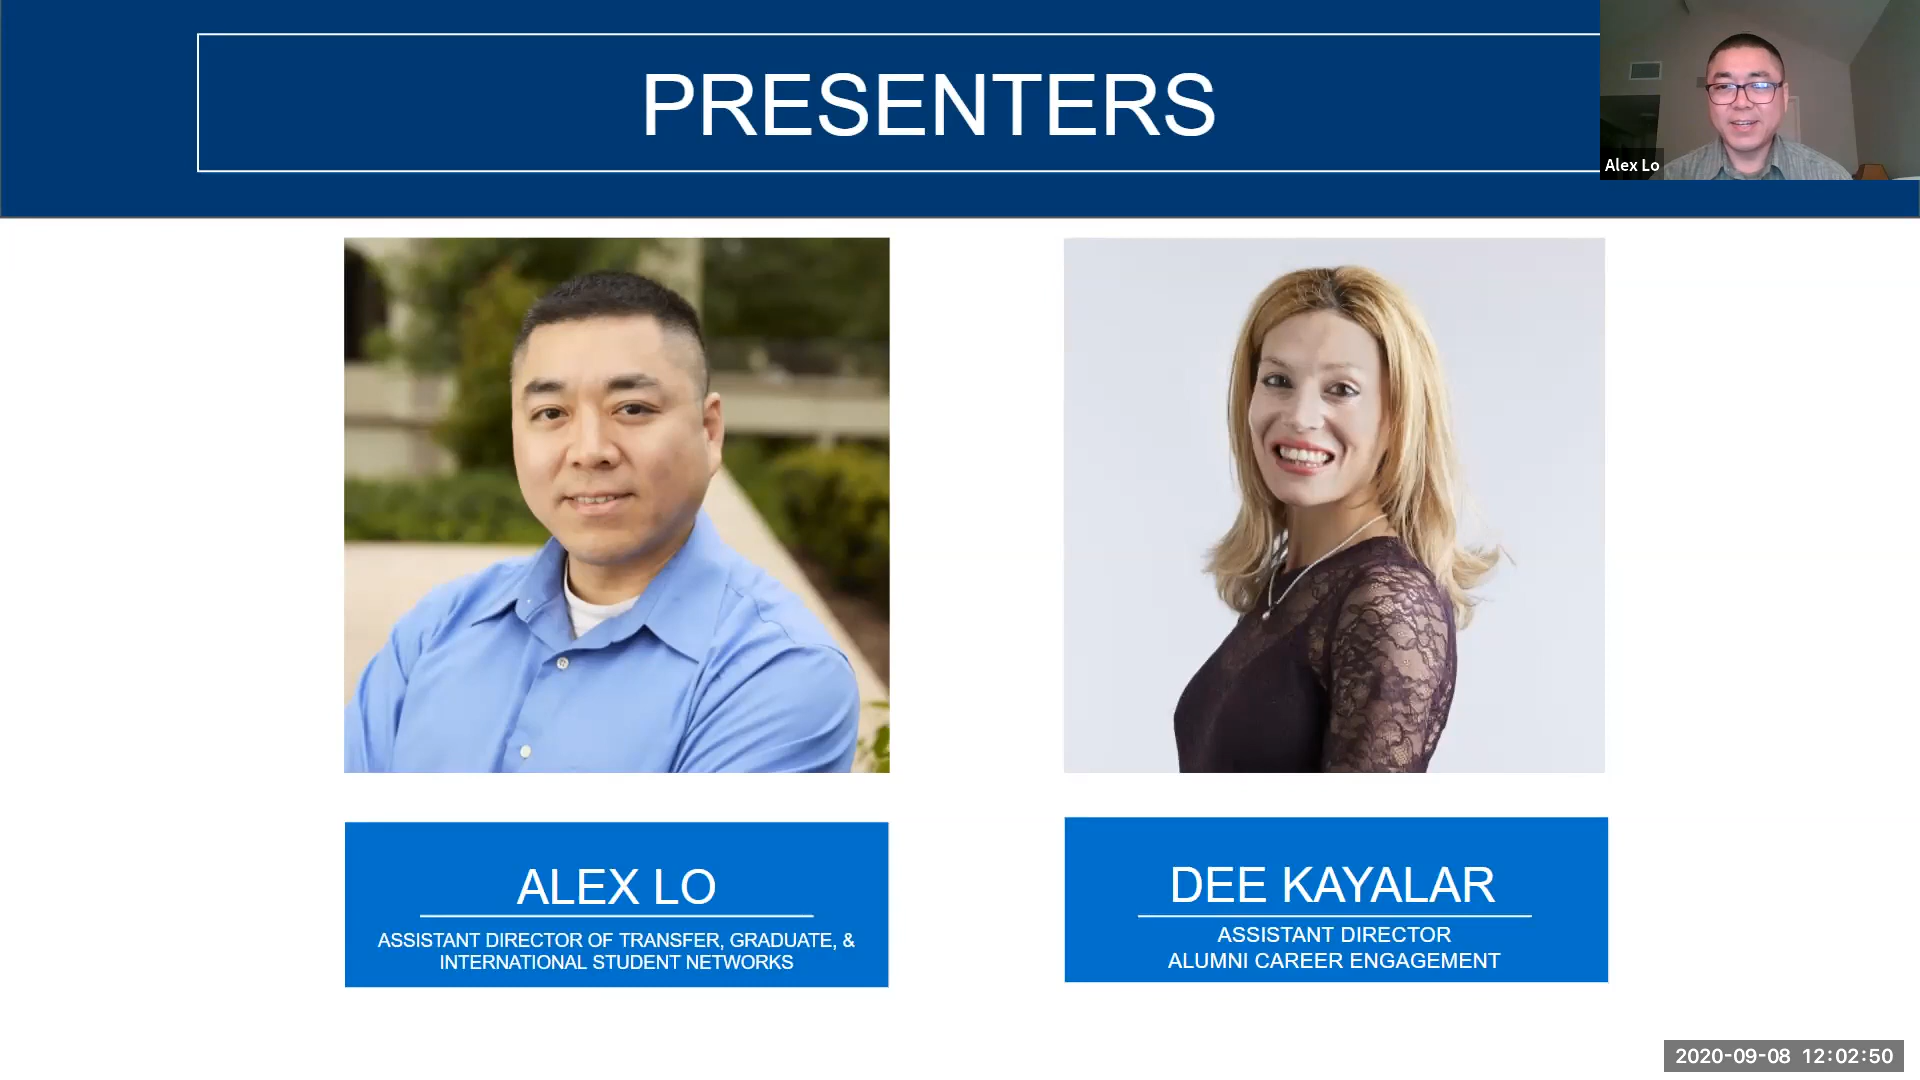 PRESENTERS
Alex Lo
ALEX LO
ASSISTANT DIRECTOR OF TRANSFER, GRADUATE, &
INTERNATIONAL STUDENT NETWORKS
DEE KAYALAR
ASSISTANT DIRECTOR
ALUMNI CAREER ENGAGEMENT
2020-09-08 12:02:50